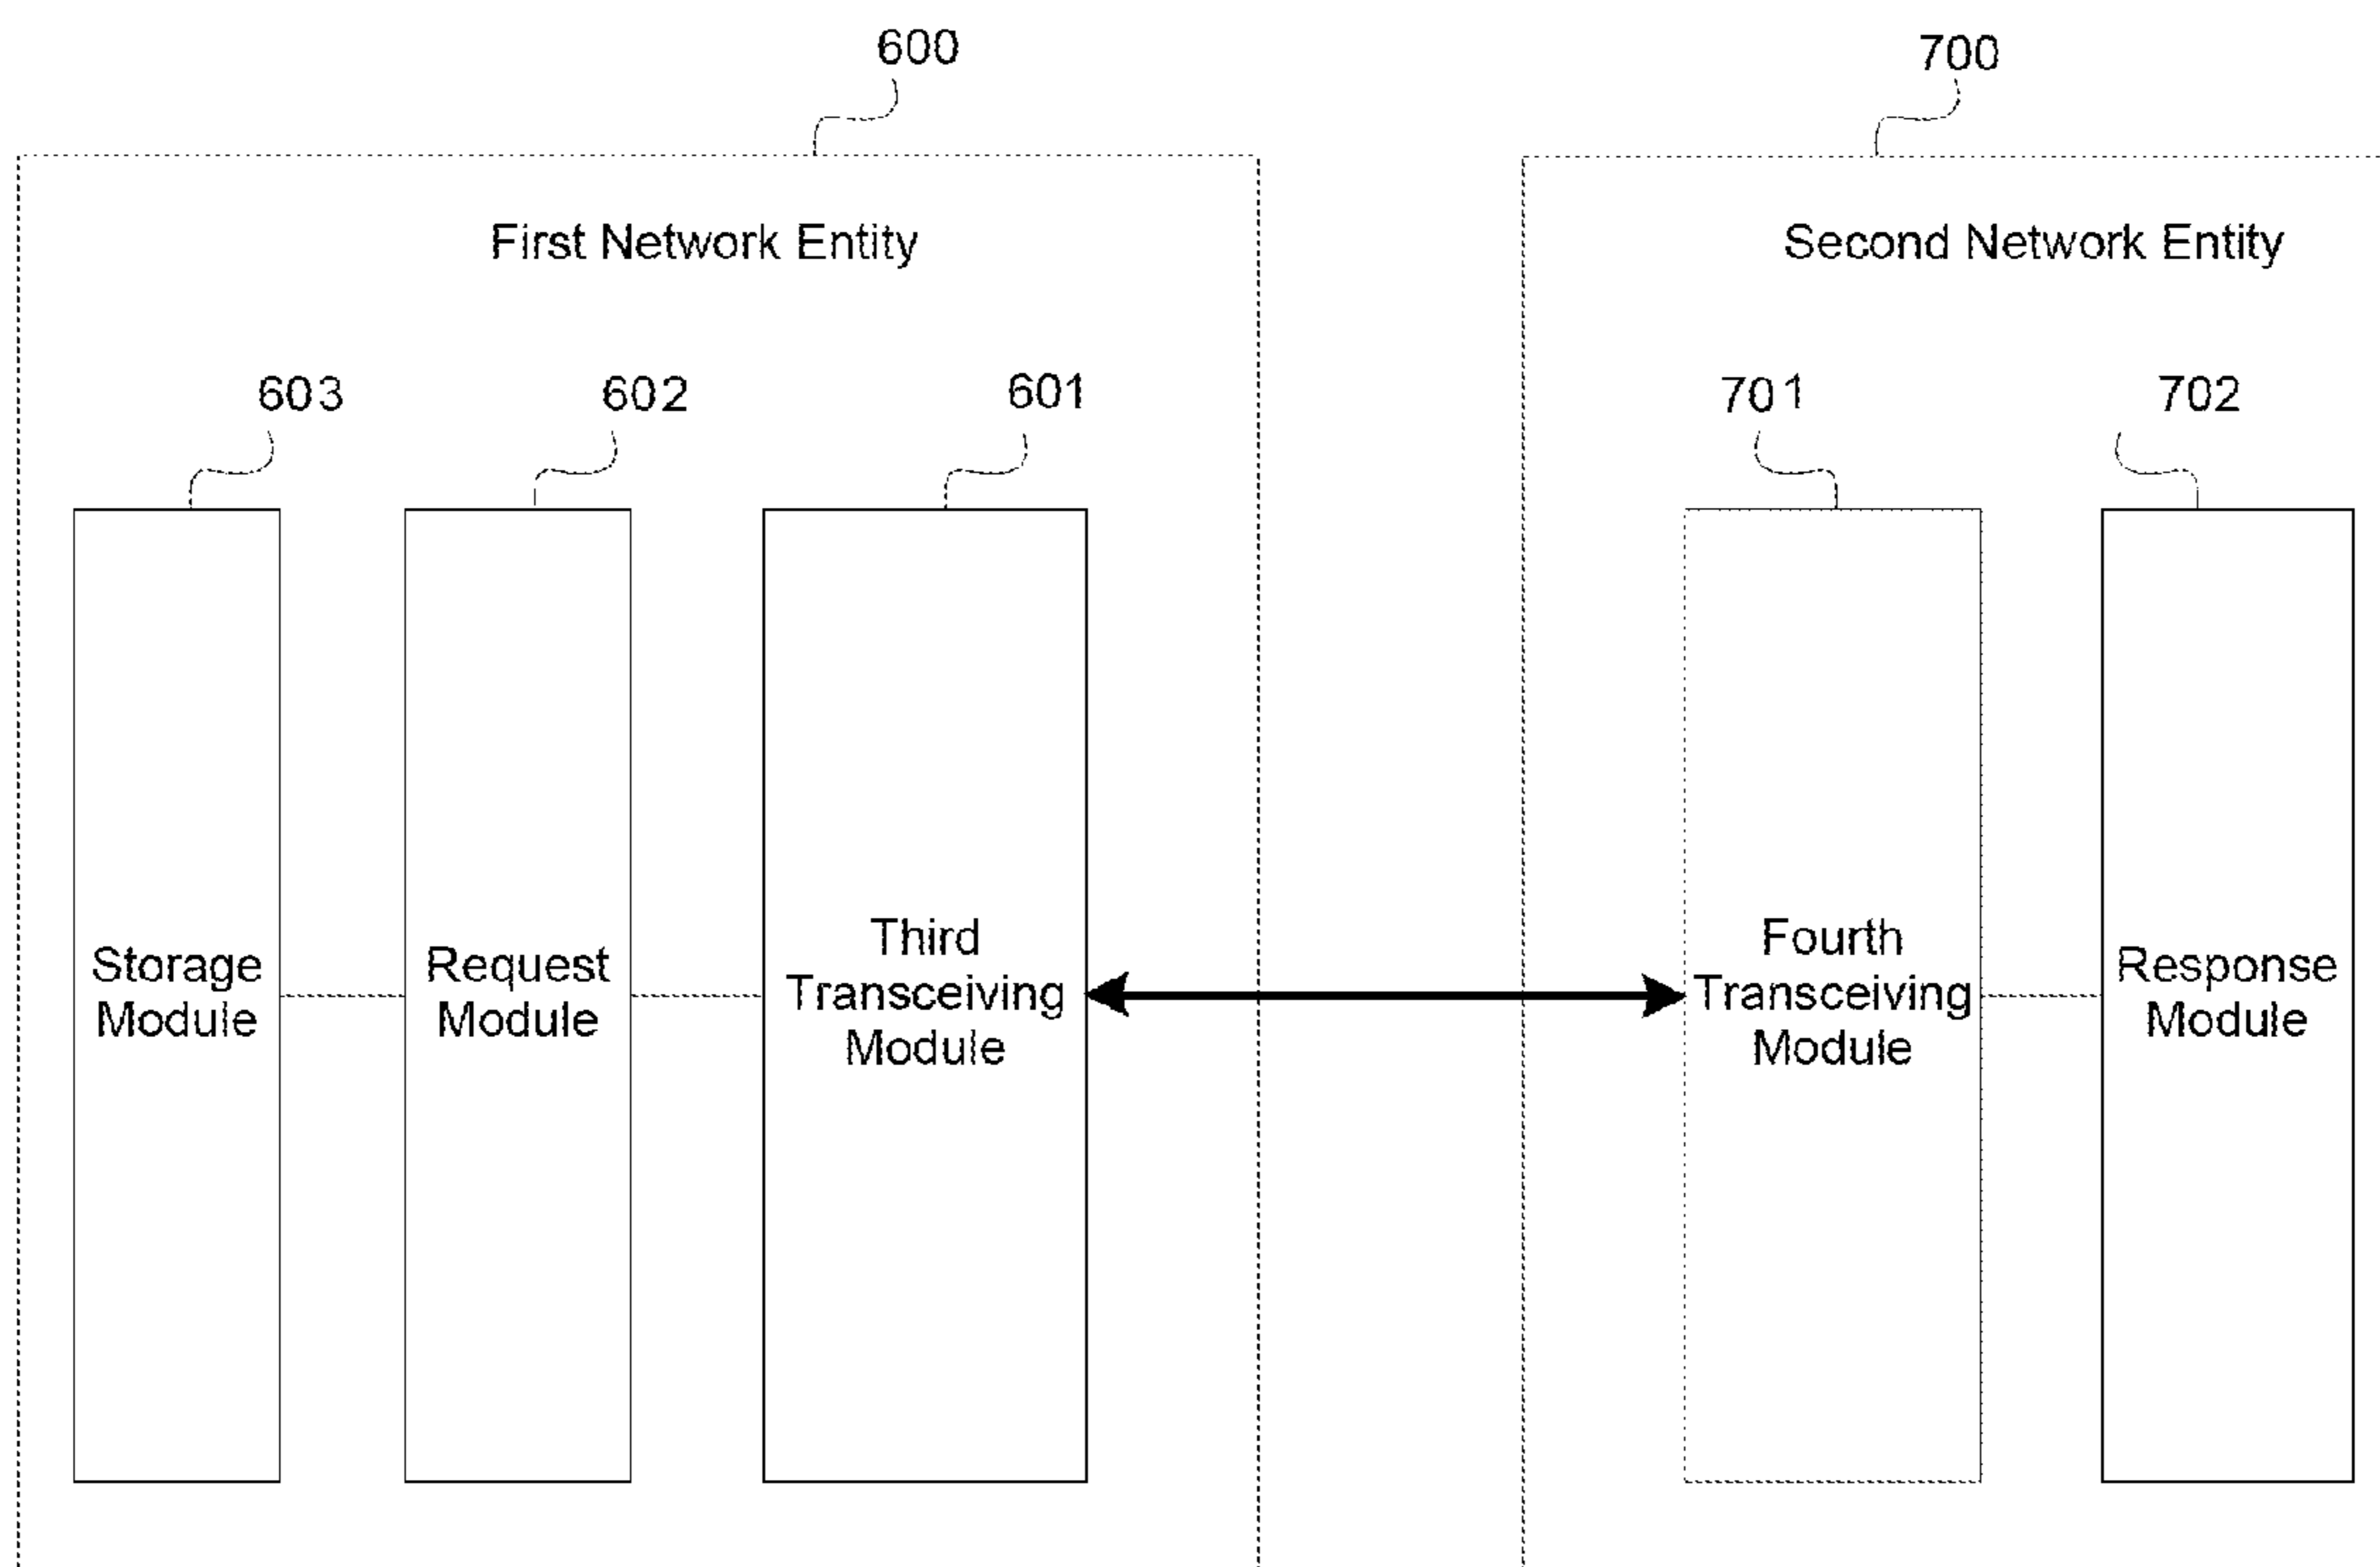 600
700
First Network Entity
Second Network Entity
603
602
601
701
702
Storage
Module
Request
Module
Third
Transceiving
Module
Fourth
Transceiving
Module
Response
Module